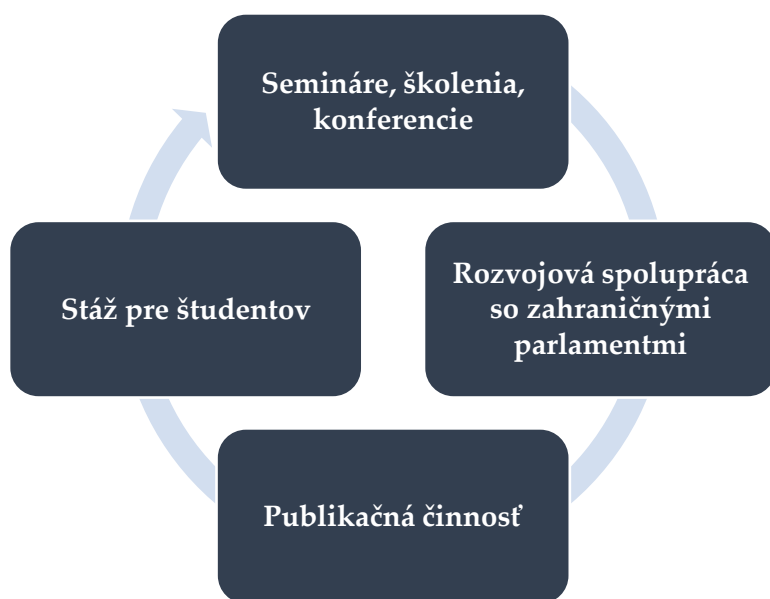 Semináre, školenia,
konferencie
Rozvojová spolupráca
so zahraničnými
parlamentmi
Publikačná činnosť
Stáž pre študentov